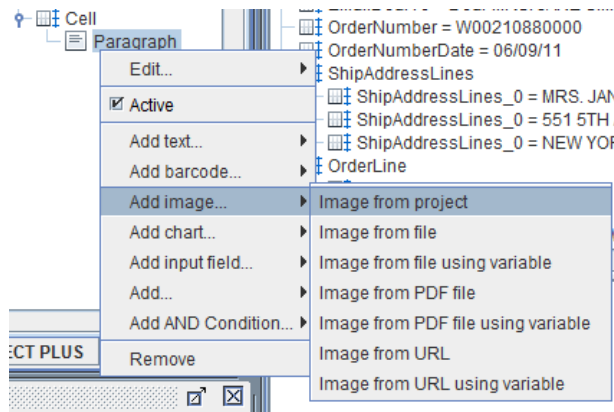 Cell
Paragraph
OrderNumber = W00210880000
OrderNumberDate = 06/09/11
ShipAddressLines
ShipAddressLines_0 = MRS. JAN
ShipAddressLines_0 = 551 5TH
ShipAddressLines_0 = NEW YOR
OrderLine
Edit...
Active
Add text...
Add barcode...
Add image...
Add chart...
Add input field...
Add...
Add AND Condition...
Remove
Image from project
Image from file
Image from file using variable
Image from PDF file
Image from PDF file using variable
Image from URL
Image from URL using variable
ECT PLUS